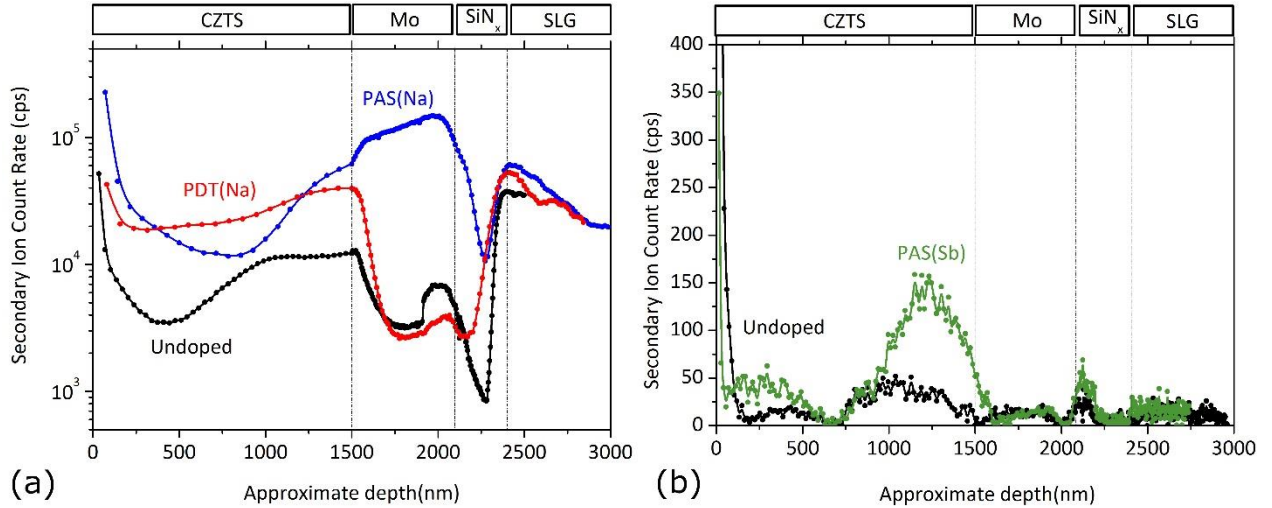 CZTS Mo SiNx SLG
Secondary Ion Count Rate (cps)
10^5
10^4
10^3
PAS(Na)
PDT(Na)
Undoped
0 500 1000 1500 2000 2500 3000
Approximate depth(nm)
(a)
CZTS Mo SiNx SLG
Secondary Ion Count Rate (cps)
400
350
300
250
200
150
100
50
0
PAS(Sb)
Undoped
0 500 1000 1500 2000 2500 3000
Approximate depth(nm)
(b)